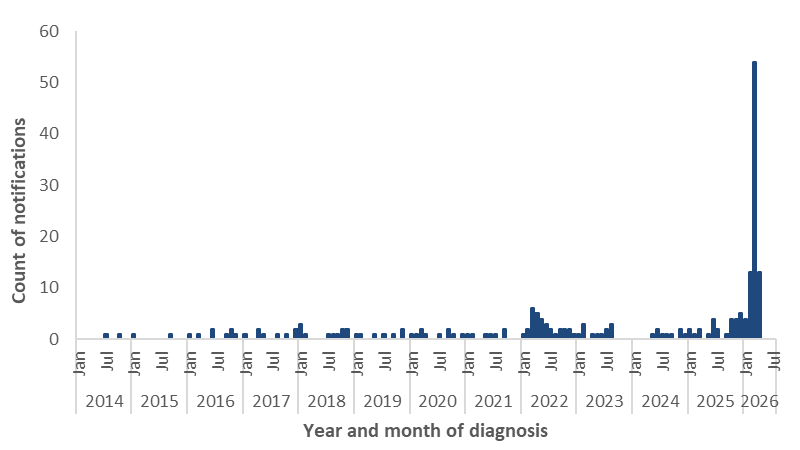 60
50
40
30
20
10
0
Count of notifications
Jan Jul Jan Jul Jan Jul Jan Jul Jan Jul Jan Jul Jan Jul Jan Jul Jan Jul Jan Jul Jan Jul Jan Jul Jan Jul
2014 2015 2016 2017 2018 2019 2020 2021 2022 2023 2024 2025 2026
Year and month of diagnosis